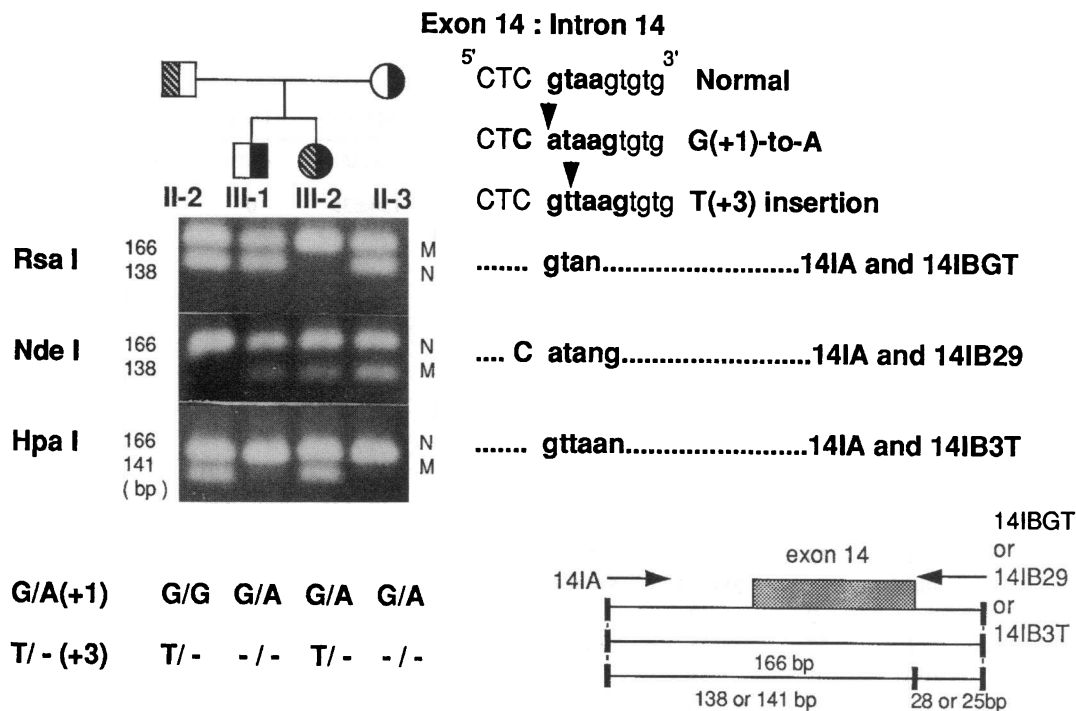 Exon 14 : Intron 14
5' CTC gtaagtgtg 3' Normal
CTC ataagtgtg G(+1)-to-A
CTC gttaagtgtg T(+3) insertion
II-2 III-1 III-2 II-3
Rsa I 166 M ....... gtan...........................14IA and 14IBGT
138 N
Nde I 166 N .... C atang.........................14IA and 14IB29
138 M
Hpa I 166 N ....... gttaan........................14IA and 14IB3T
141 M
( bp)
G/A(+1) G/G G/A G/A G/A
T/ - (+3) T/ - - / - T/ - - / -
exon 14
14IA
14IBGT
or
14IB29
or
14IB3T
166 bp
138 or 141 bp 28 or 25bp